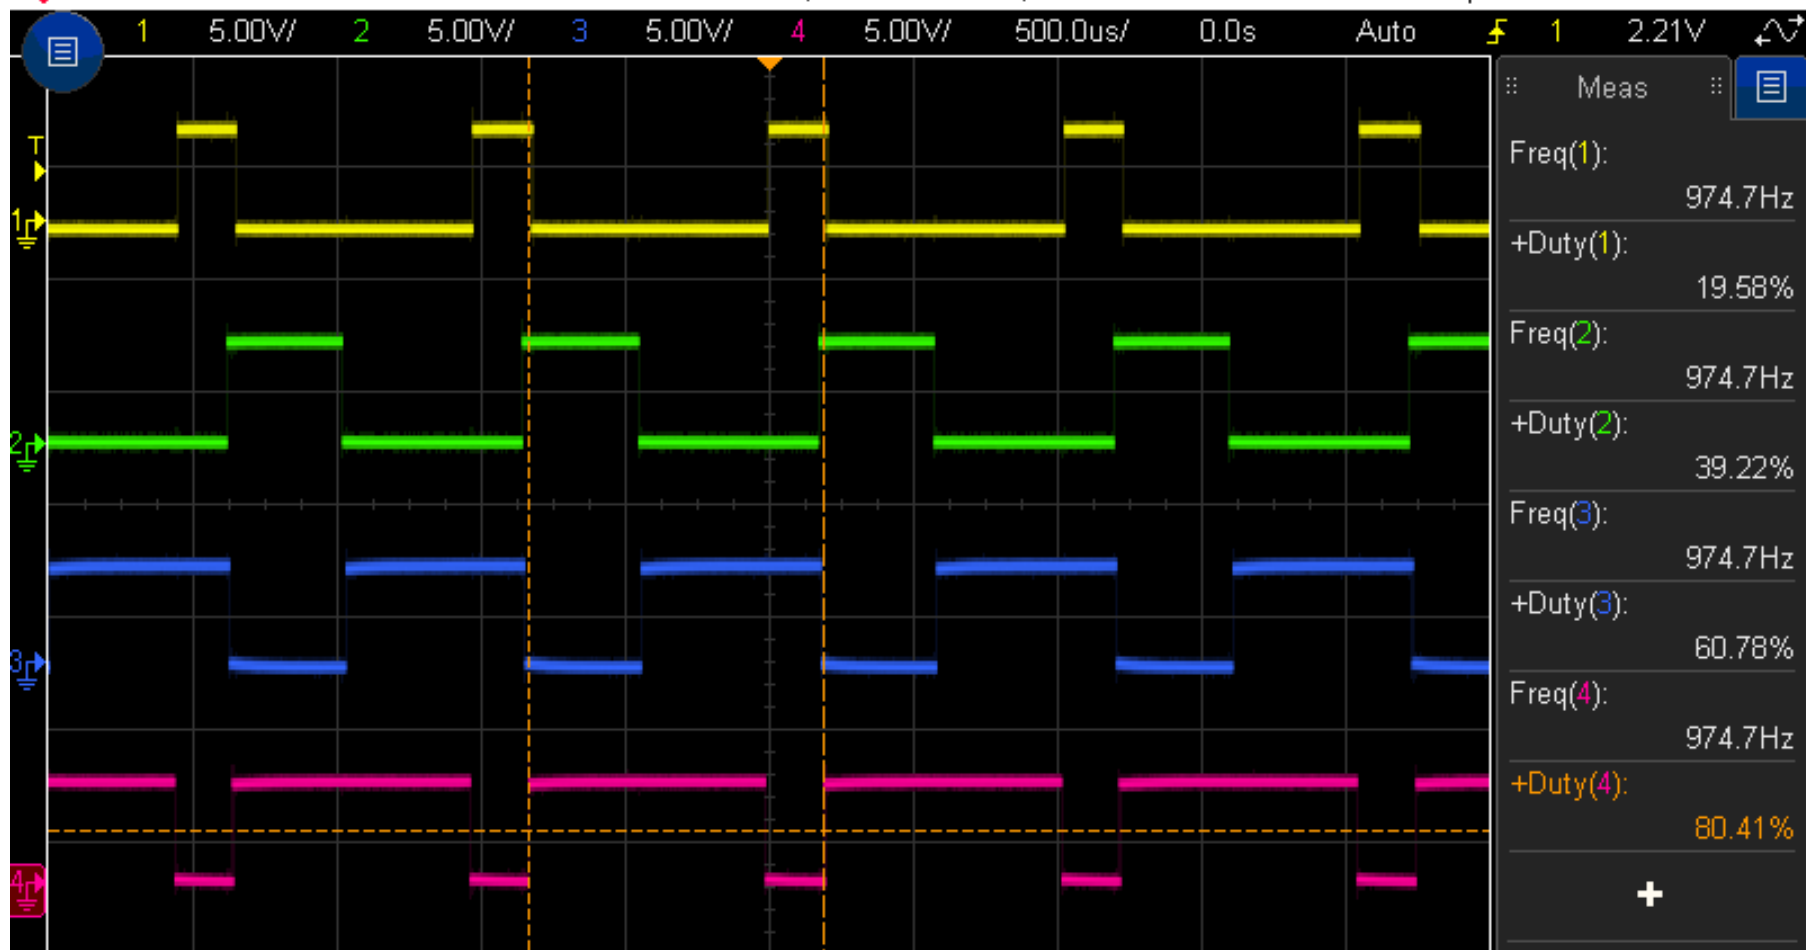 1 5.00V/ 2 5.00V/ 3 5.00V/ 4 5.00V/ 500.0us/ 0.0s Auto 1 2.21V
Meas
T
Freq(1):
974.7Hz
+Duty(1):
19.58%
1
Freq(2):
974.7Hz
+Duty(2):
39.22%
2
Freq(3):
974.7Hz
+Duty(3):
60.78%
3
Freq(4):
974.7Hz
+Duty(4):
80.41%
4